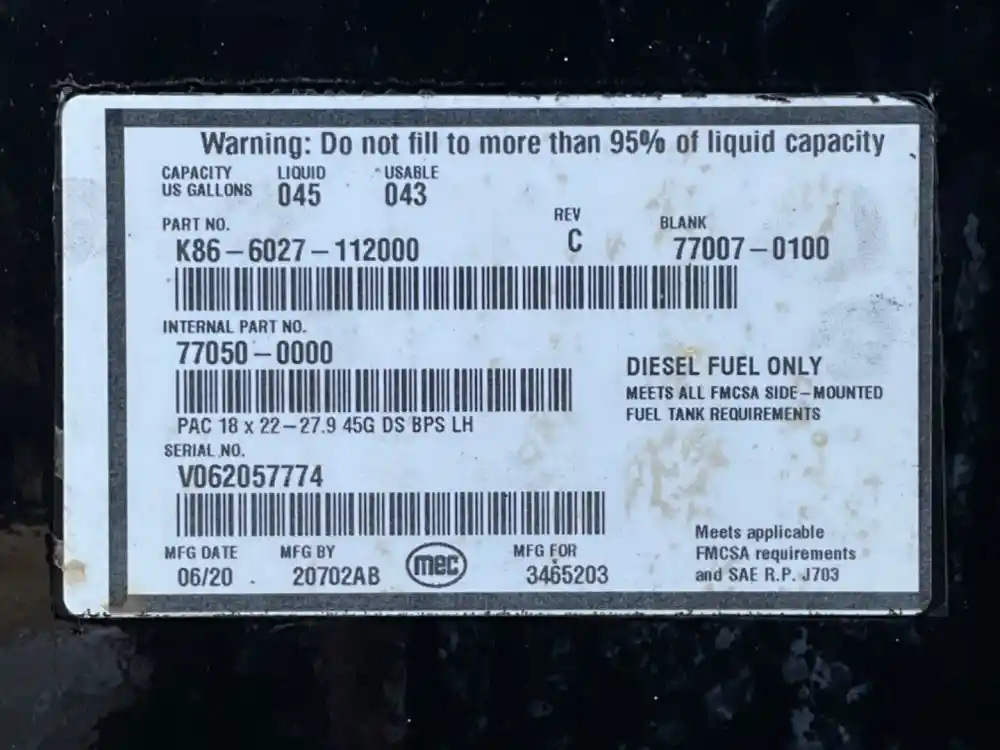 Warning: Do not fill to more than 95% of liquid capacity
CAPACITY LIQUID USABLE
US GALLONS 045 043
PART NO. REV BLANK
K86-6027-112000 C 77007-0100
INTERNAL PART NO.
77050-0000
DIESEL FUEL ONLY
MEETS ALL FMCSA SIDE-MOUNTED
FUEL TANK REQUIREMENTS
PAC 18 x 22-27.9 45G DS BPS LH
SERIAL NO.
V062057774
MFG DATE MFG BY mec MFG FOR
06/20 20702AB 3465203
Meets applicable
FMCSA requirements
and SAE R.P. J703